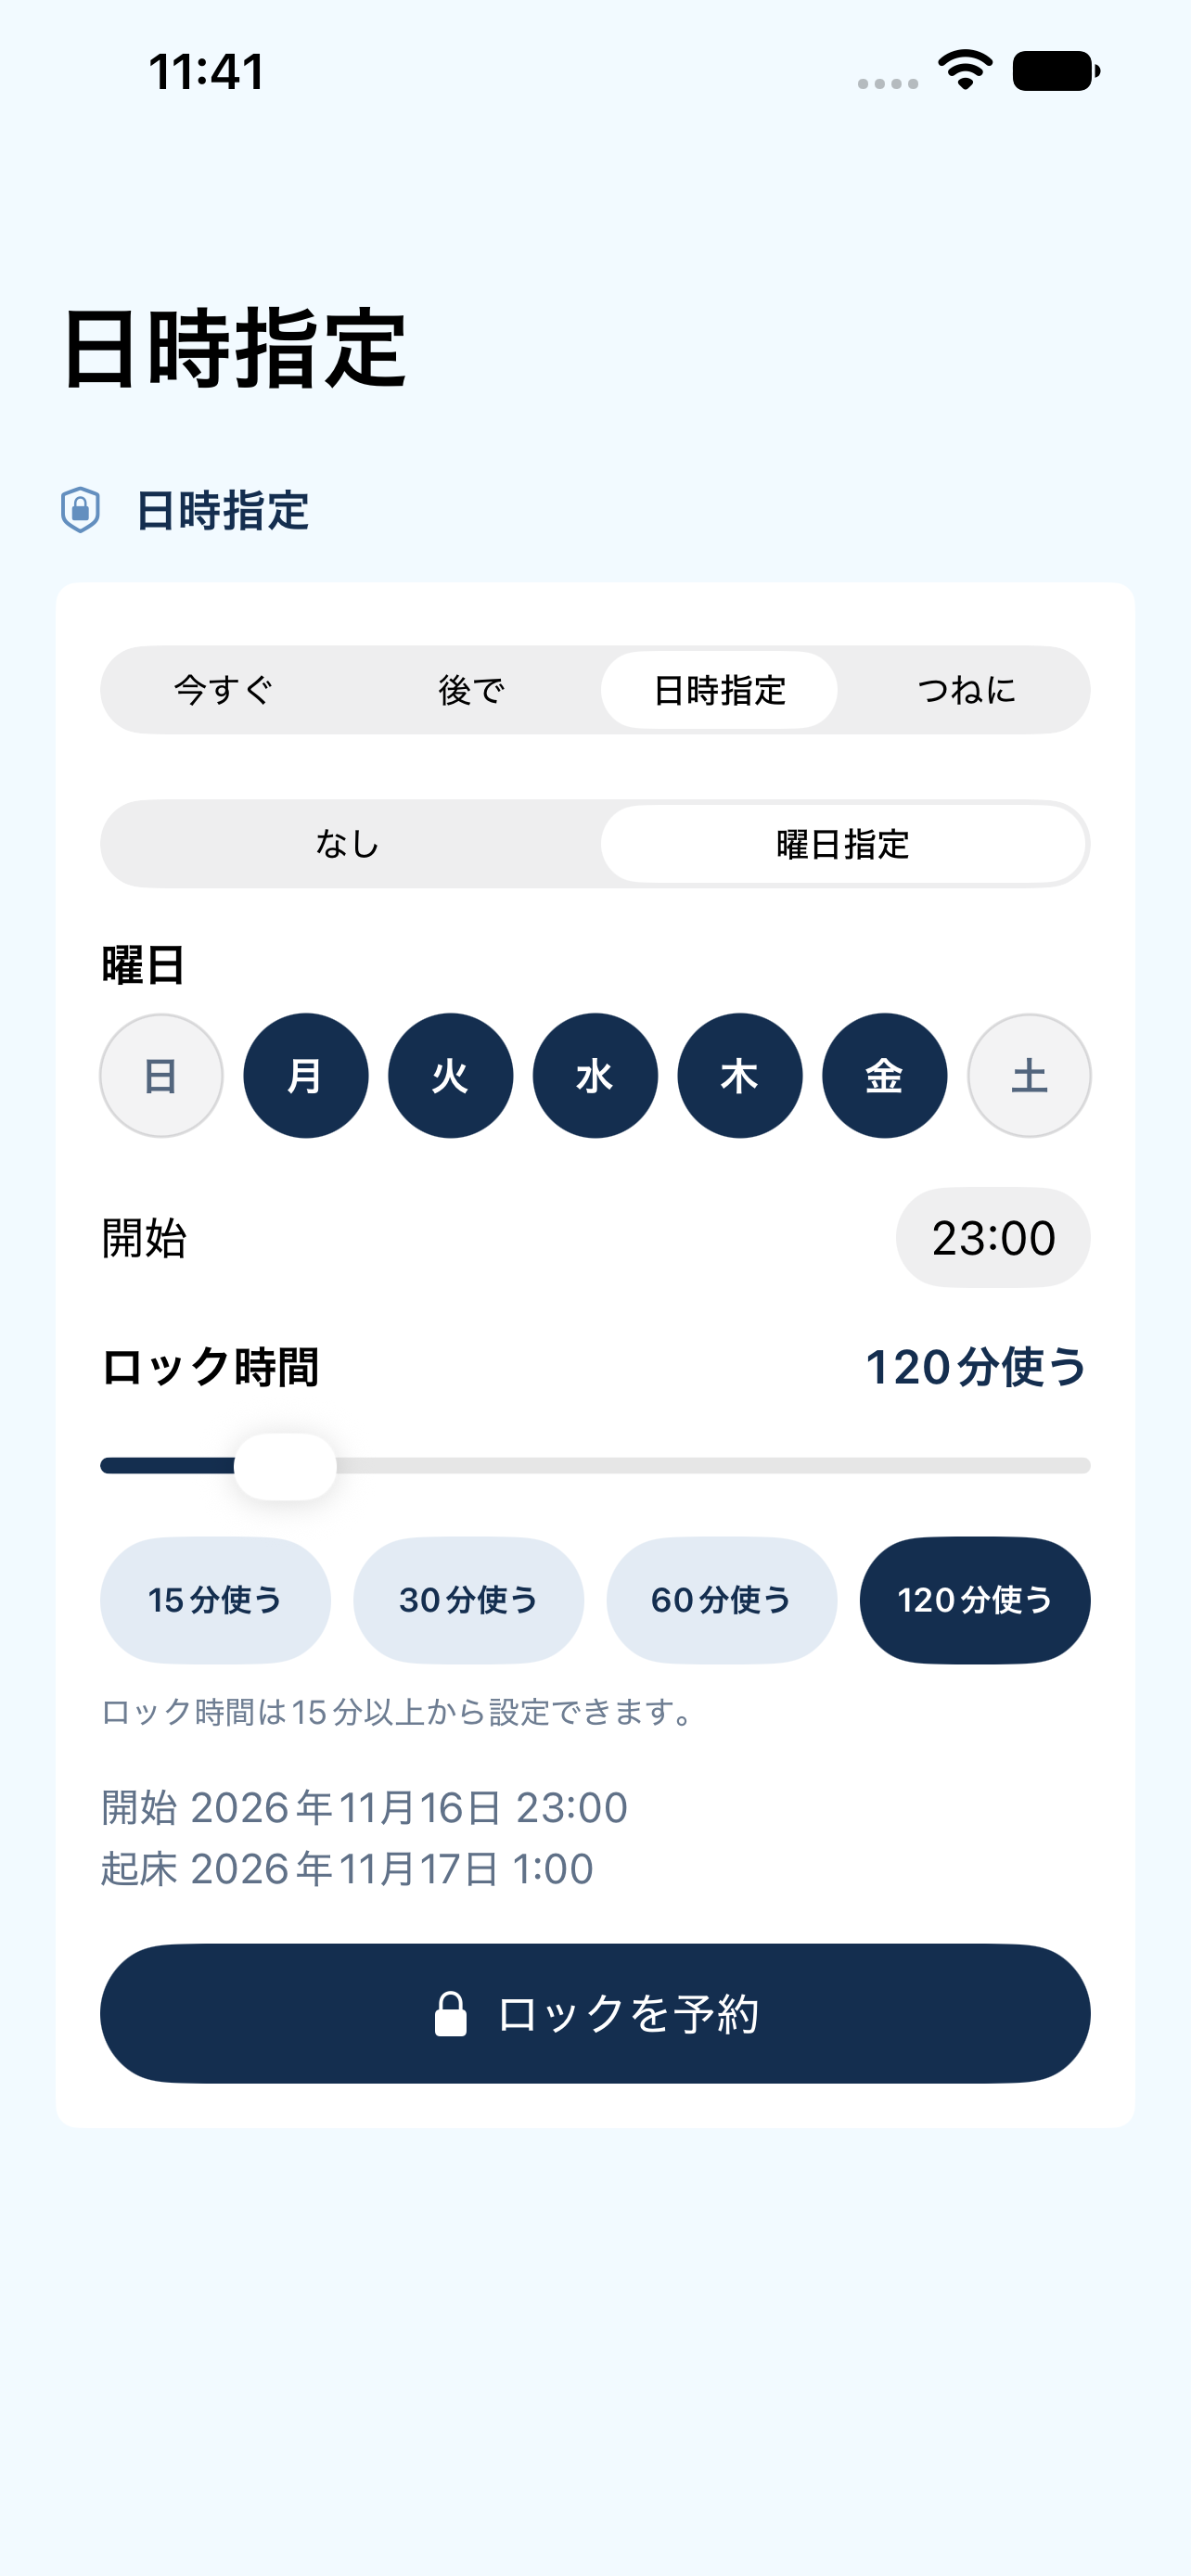 11:41
日時指定
日時指定
今すぐ 後で 日時指定 つねに
なし 曜日指定
曜日
日 月 火 水 木 金 土
開始 23:00
ロック時間 120分使う
15分使う 30分使う 60分使う 120分使う
ロック時間は15分以上から設定できます。
開始 2026年11月16日 23:00
起床 2026年11月17日 1:00
ロックを予約